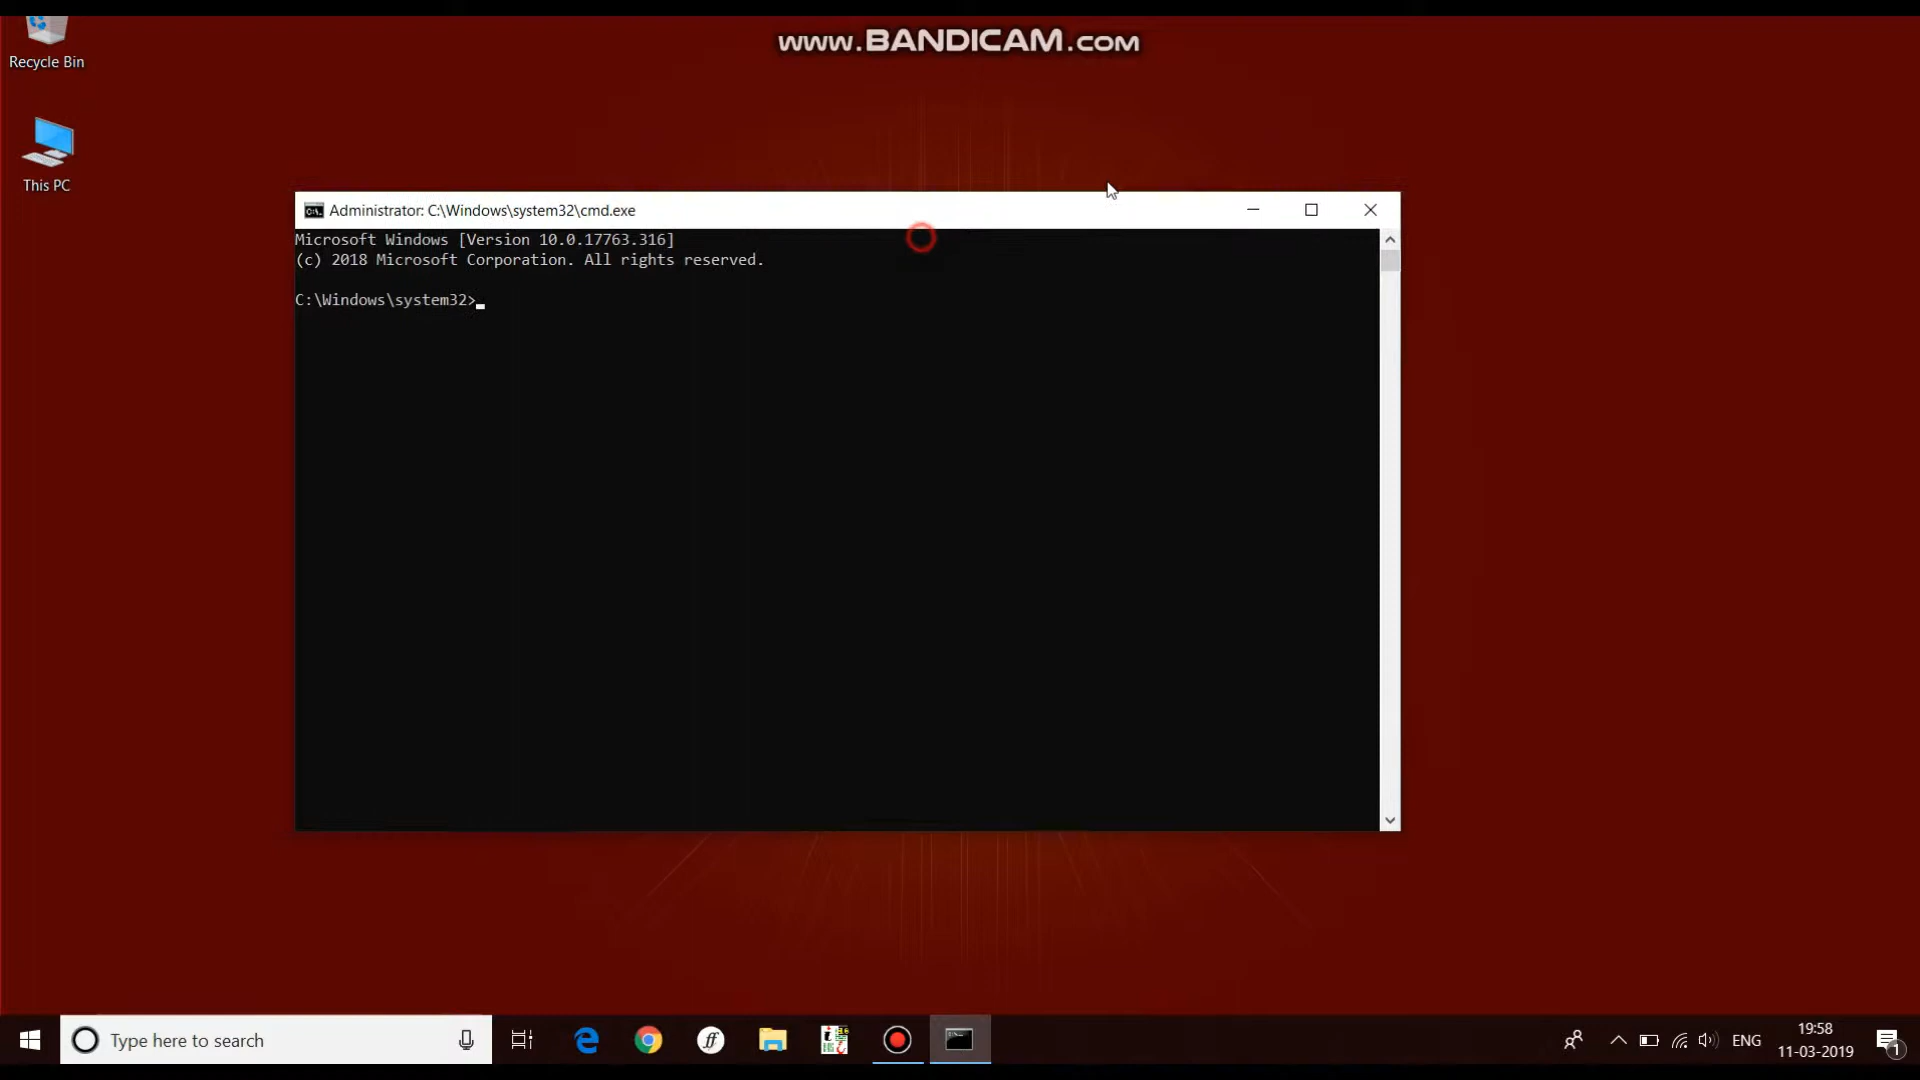 www.BANDICAM.com
Recycle Bin
This PC
Administrator: C:\Windows\system32\cmd.exe
Microsoft Windows [Version 10.0.17763.316]
(c) 2018 Microsoft Corporation. All rights reserved.
C:\Windows\system32>
Type here to search
ENG
19:58
11-03-2019
1